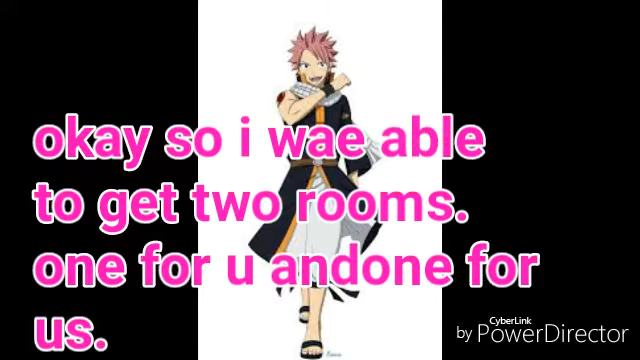 okay so i wae able
to get two rooms.
one for u andone for
us.
CyberLink
by PowerDirector